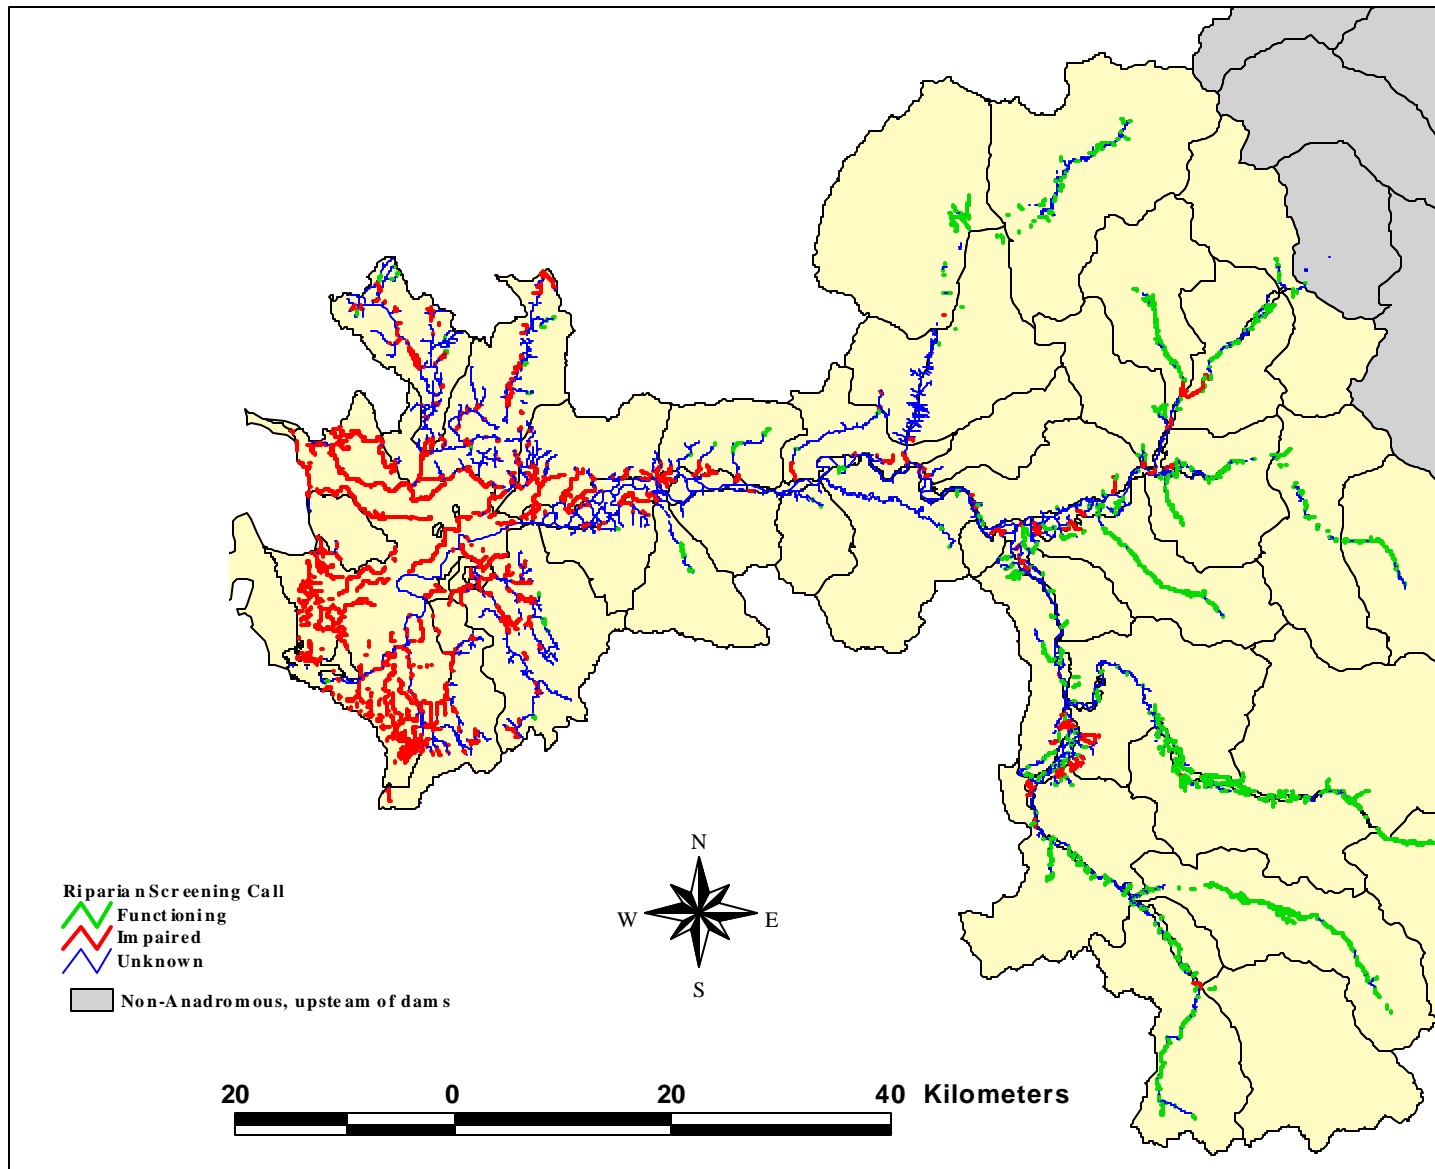 N
W E
S
Riparian Screening Call
Functioning
Impaired
Unknown
Non-Anadromous, upsteam of dams
20 0 20 40 Kilometers